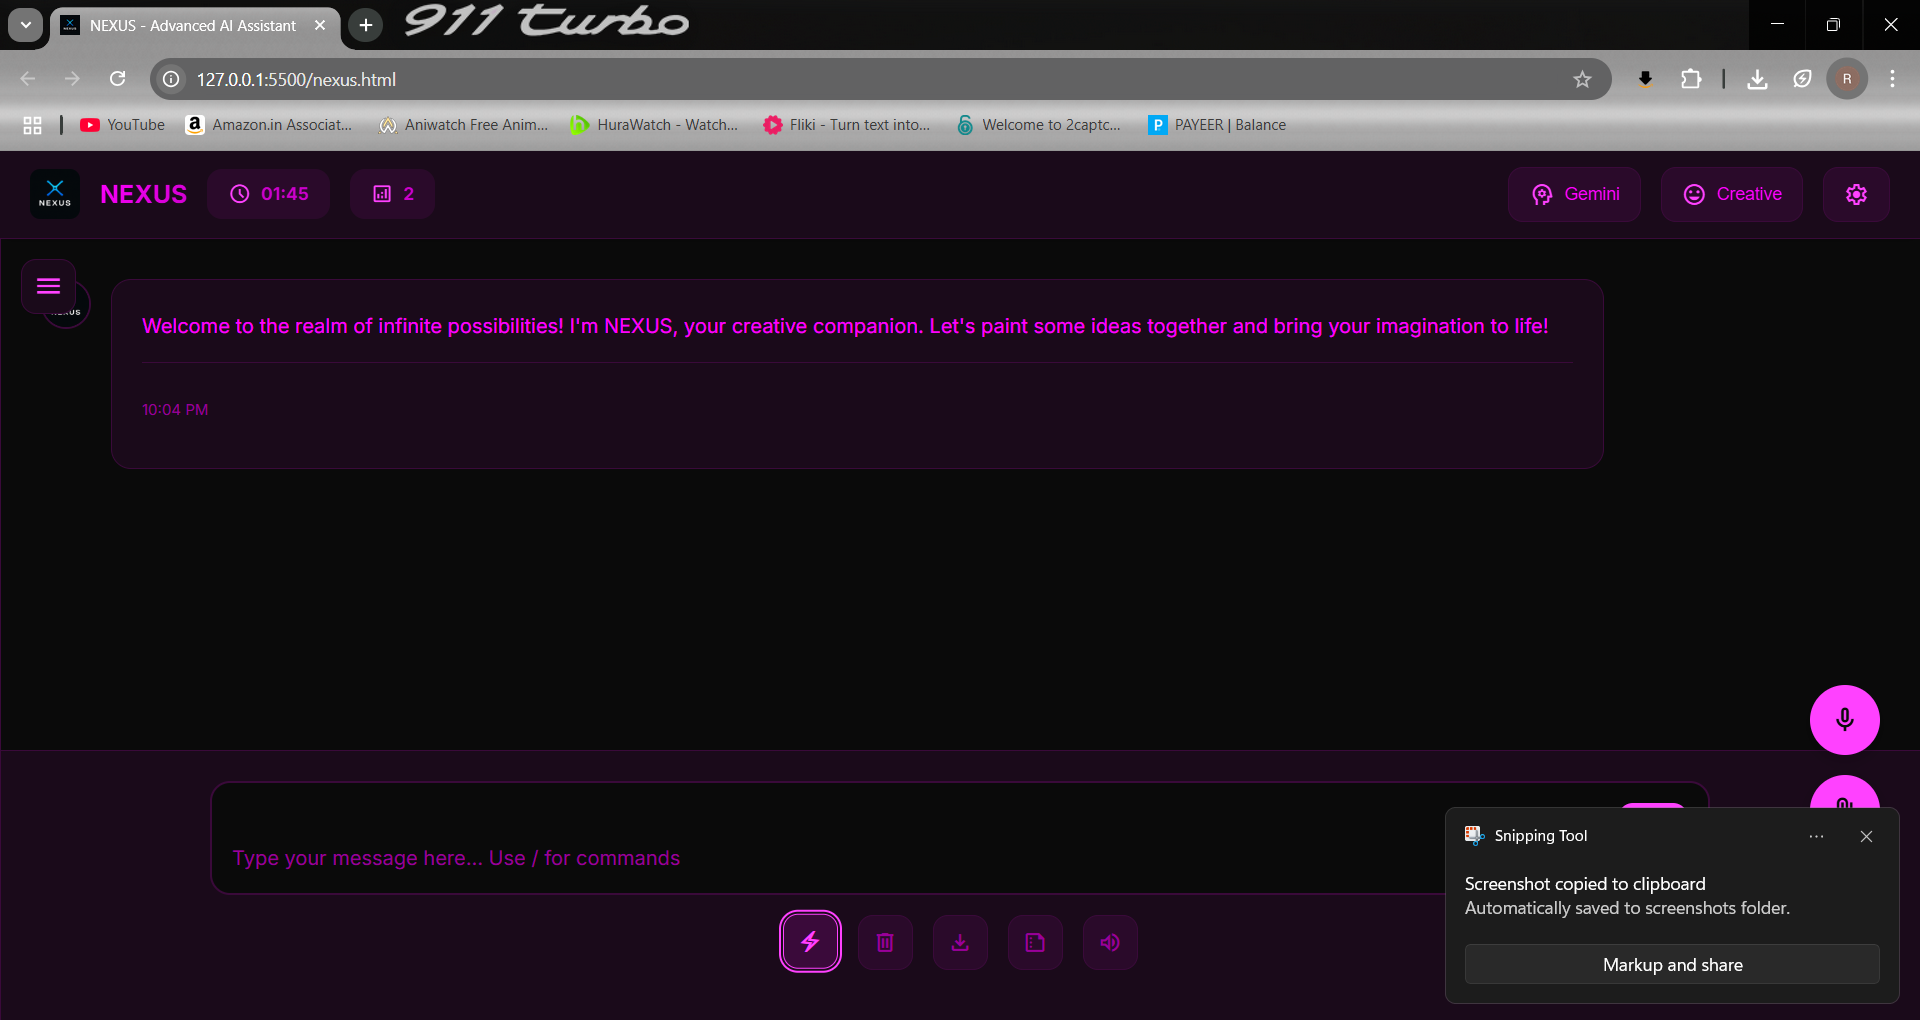 NEXUS - Advanced AI Assistant
911 turbo
127.0.0.1:5500/nexus.html
R
YouTube
Amazon.in Associat...
Aniwatch Free Anim...
HuraWatch - Watch...
Fliki - Turn text into...
Welcome to 2captc...
PAYEER | Balance
NEXUS
NEXUS
01:45
2
Gemini
Creative
Welcome to the realm of infinite possibilities! I'm NEXUS, your creative companion. Let's paint some ideas together and bring your imagination to life!
10:04 PM
Type your message here... Use / for commands
Snipping Tool
Screenshot copied to clipboard
Automatically saved to screenshots folder.
Markup and share